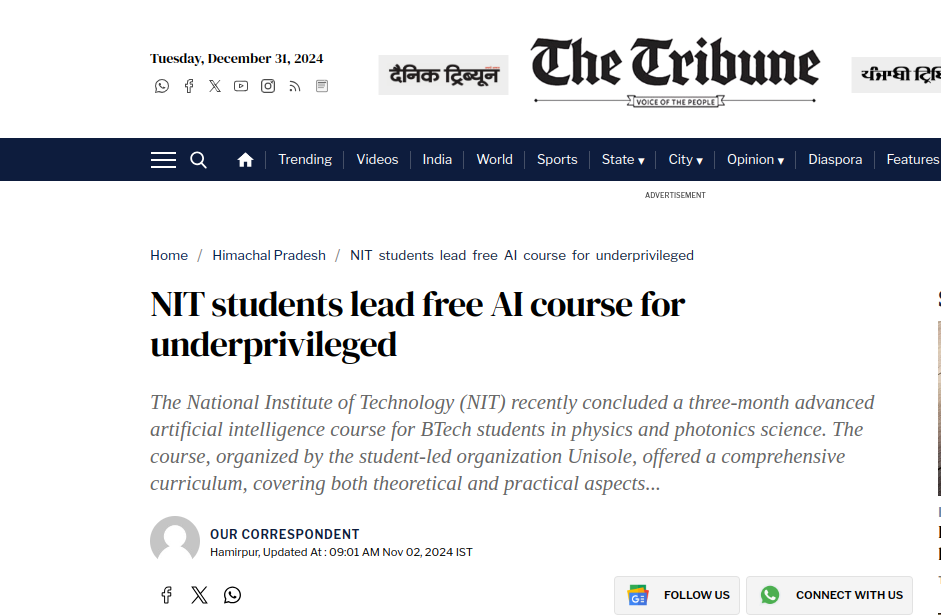 Tuesday, December 31, 2024
दैनिक ट्रिब्यून
The Tribune
VOICE OF THE PEOPLE
ਪੰਜਾਬੀ
Trending Videos India World Sports State ▾ City ▾ Opinion ▾ Diaspora Features
ADVERTISEMENT
Home / Himachal Pradesh / NIT students lead free AI course for underprivileged
NIT students lead free AI course for
underprivileged
The National Institute of Technology (NIT) recently concluded a three-month advanced
artificial intelligence course for BTech students in physics and photonics science. The
course, organized by the student-led organization Unisole, offered a comprehensive
curriculum, covering both theoretical and practical aspects...
OUR CORRESPONDENT
Hamirpur, Updated At : 09:01 AM Nov 02, 2024 IST
FOLLOW US
CONNECT WITH US